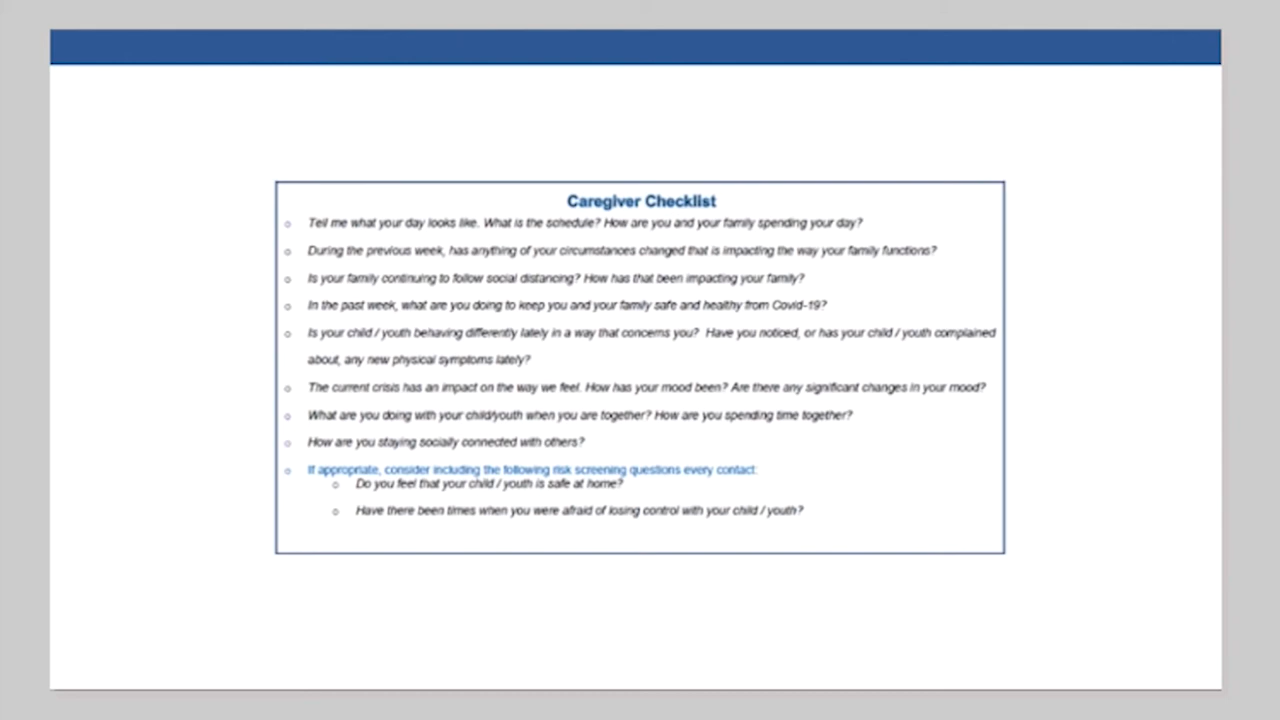 Caregiver Checklist
o Tell me what your day looks like. What is the schedule? How are you and your family spending your day?
o During the previous week, has anything of your circumstances changed that is impacting the way your family functions?
o Is your family continuing to follow social distancing? How has that been impacting your family?
o In the past week, what are you doing to keep you and your family safe and healthy from Covid-19?
o Is your child / youth behaving differently lately in a way that concerns you? Have you noticed, or has your child / youth complained
about, any new physical symptoms lately?
o The current crisis has an impact on the way we feel. How has your mood been? Are there any significant changes in your mood?
o What are you doing with your child/youth when you are together? How are you spending time together?
o How are you staying socially connected with others?
o If appropriate, consider including the following risk screening questions every contact:
o Do you feel that your child / youth is safe at home?
o Have there been times when you were afraid of losing control with your child / youth?